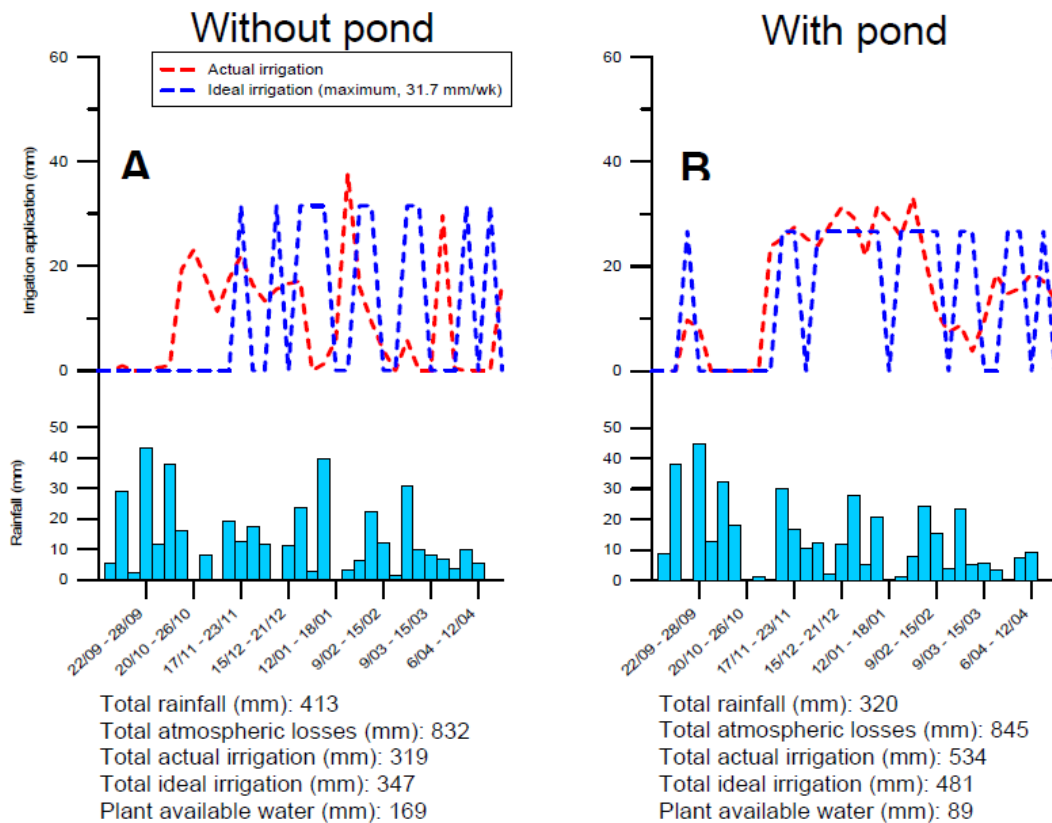 Without pond
60
Actual irrigation
Ideal irrigation (maximum, 31.7 mm/wk)
A
40
20
0
Irrigation application (mm)
50
40
30
20
10
0
Rainfall (mm)
22/09 - 28/09
20/10 - 26/10
17/11 - 23/11
15/12 - 21/12
12/01 - 18/01
9/02 - 15/02
9/03 - 15/03
6/04 - 12/04
Total rainfall (mm): 413
Total atmospheric losses (mm): 832
Total actual irrigation (mm): 319
Total ideal irrigation (mm): 347
Plant available water (mm): 169
With pond
60
B
40
20
0
50
40
30
20
10
0
22/09 - 28/09
20/10 - 26/10
17/11 - 23/11
15/12 - 21/12
12/01 - 18/01
9/02 - 15/02
9/03 - 15/03
6/04 - 12/04
Total rainfall (mm): 320
Total atmospheric losses (mm): 845
Total actual irrigation (mm): 534
Total ideal irrigation (mm): 481
Plant available water (mm): 89